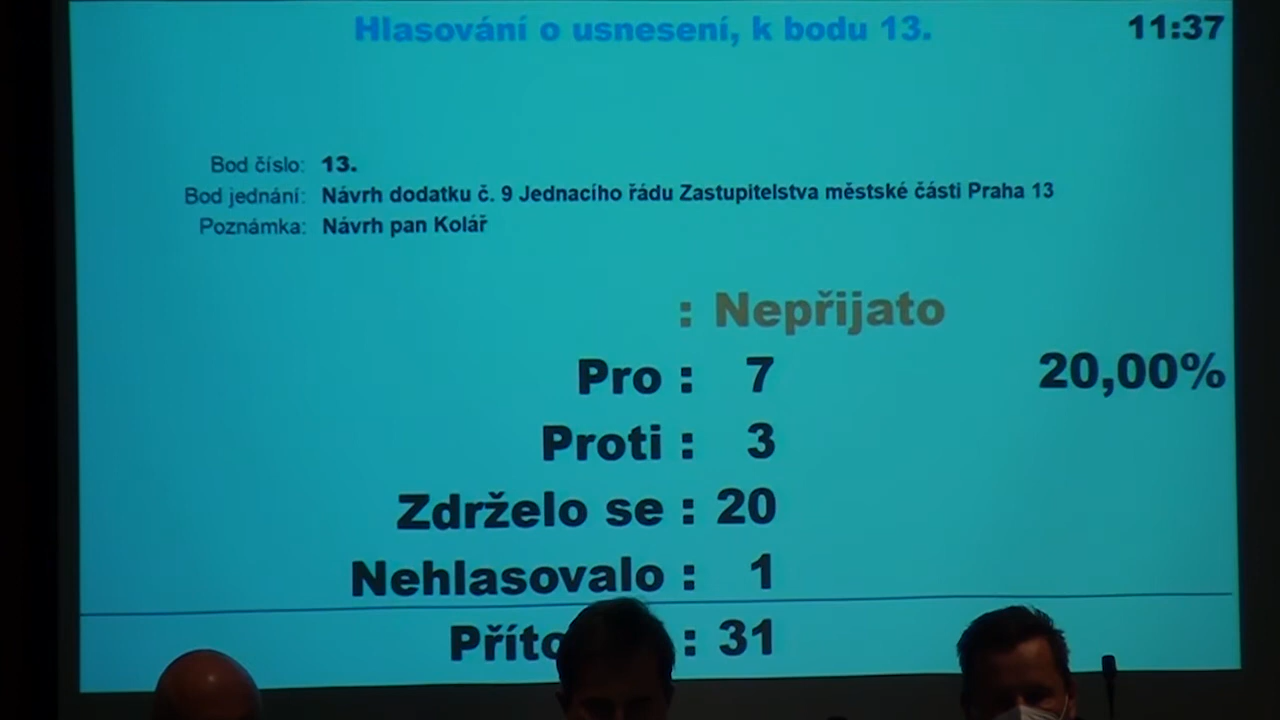 Hlasování o usnesení, k bodu 13. 11:37
Bod číslo: 13.
Bod jednání: Návrh dodatku č. 9 Jednacího řádu Zastupitelstva městské části Praha 13
Poznámka: Návrh pan Kolář
: Nepřijato
Pro : 7 20,00%
Proti : 3
Zdrželo se : 20
Nehlasovalo : 1
: 31